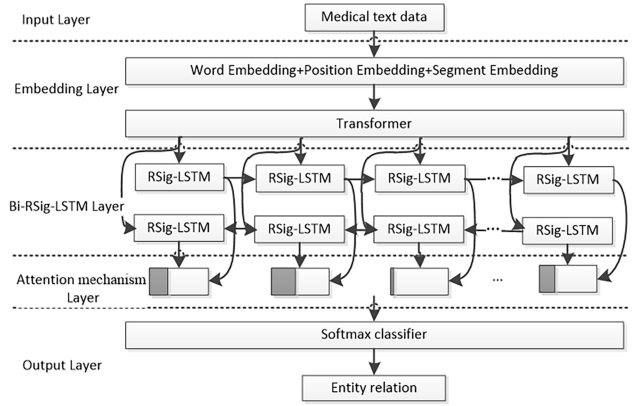 Input Layer
Medical text data
Embedding Layer
Word Embedding+Position Embedding+Segment Embedding
Transformer
Bi-RSig-LSTM Layer
RSig-LSTM
RSig-LSTM
RSig-LSTM
...
RSig-LSTM
RSig-LSTM
RSig-LSTM
RSig-LSTM
...
RSig-LSTM
Attention mechanism
Layer
...
Output Layer
Softmax classifier
Entity relation